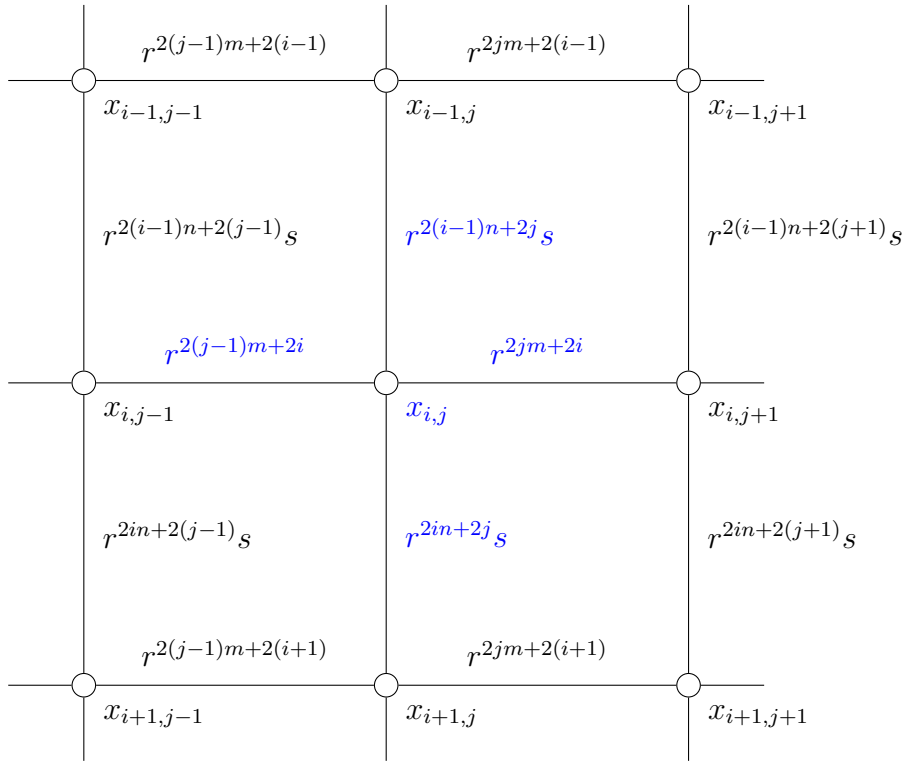 r^{2(j−1)m+2(i−1)} r^{2jm+2(i−1)}
x_{i−1,j−1} x_{i−1,j} x_{i−1,j+1}
r^{2(i−1)n+2(j−1)}s r^{2(i−1)n+2j}s r^{2(i−1)n+2(j+1)}s
r^{2(j−1)m+2i} r^{2jm+2i}
x_{i,j−1} x_{i,j} x_{i,j+1}
r^{2in+2(j−1)}s r^{2in+2j}s r^{2in+2(j+1)}s
r^{2(j−1)m+2(i+1)} r^{2jm+2(i+1)}
x_{i+1,j−1} x_{i+1,j} x_{i+1,j+1}